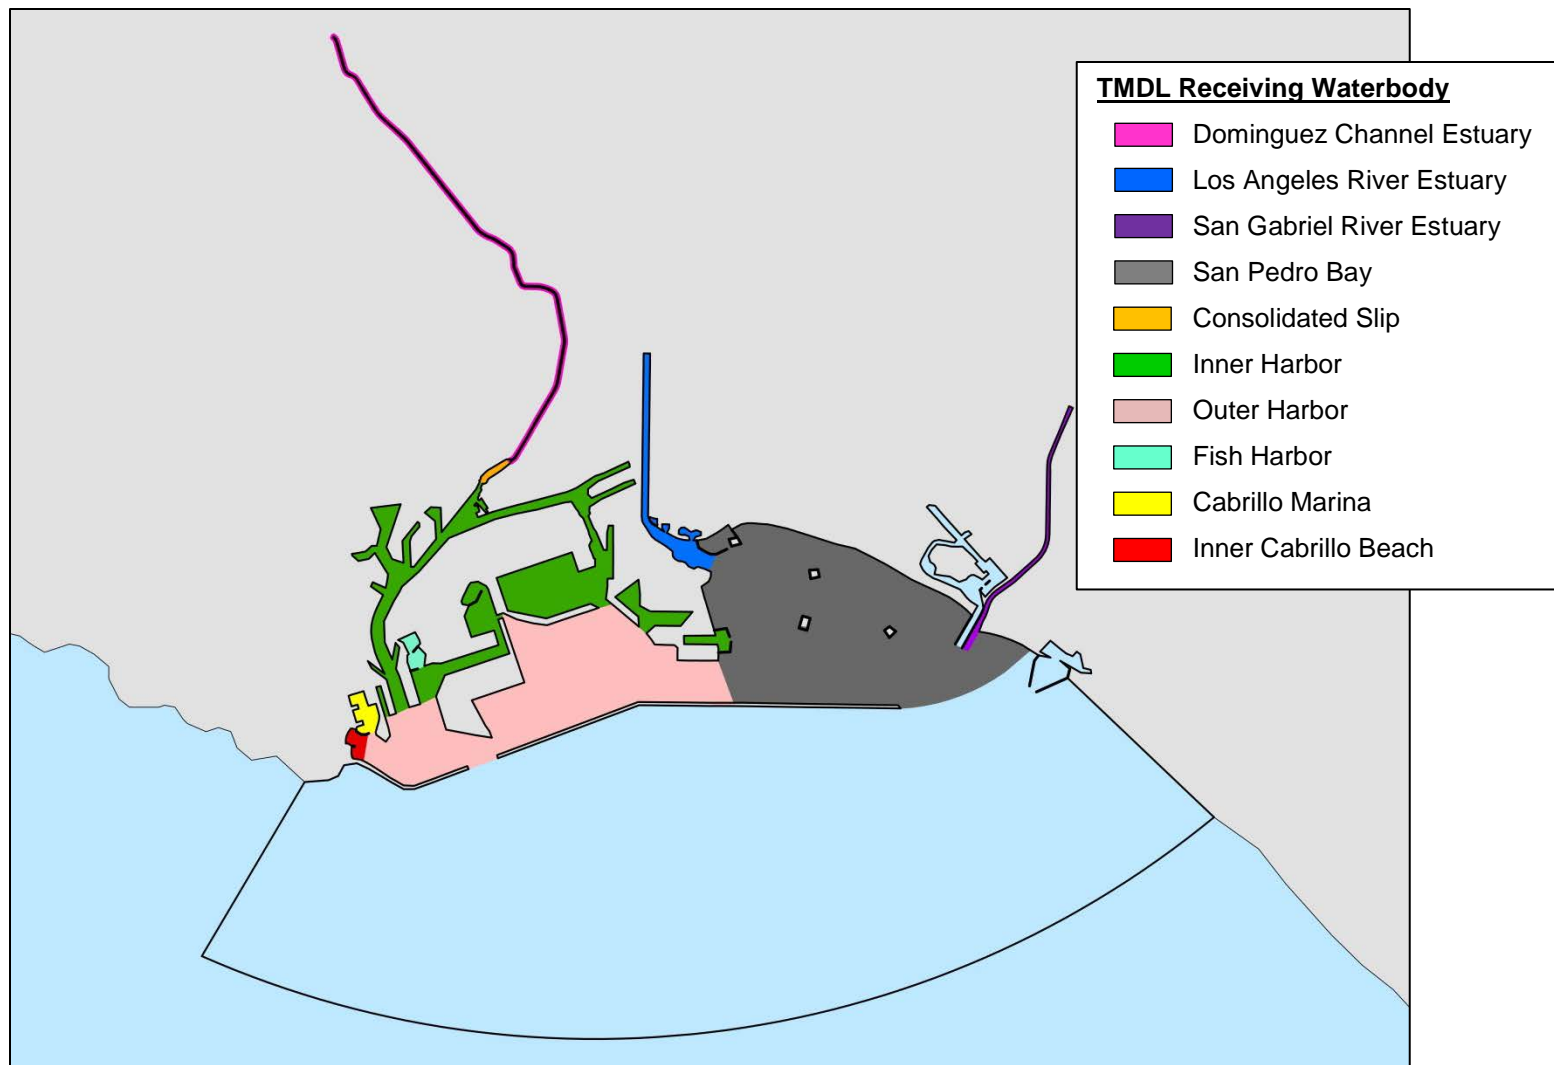 TMDL Receiving Waterbody
Dominguez Channel Estuary
Los Angeles River Estuary
San Gabriel River Estuary
San Pedro Bay
Consolidated Slip
Inner Harbor
Outer Harbor
Fish Harbor
Cabrillo Marina
Inner Cabrillo Beach